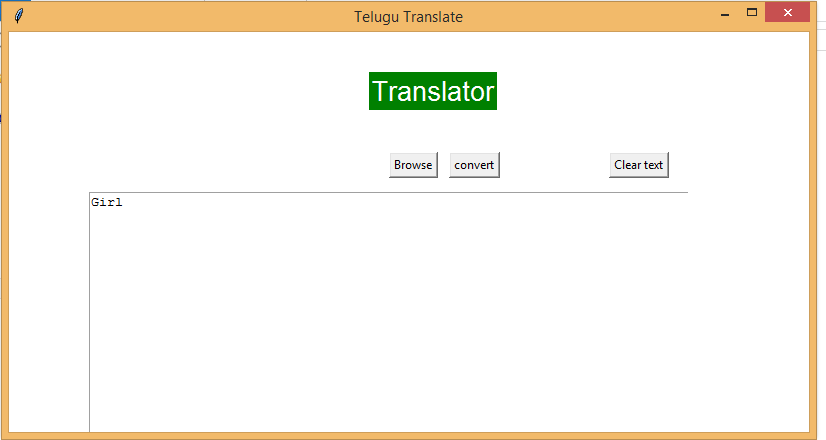 Telugu Translate
Translator
Browse convert Clear text
Girl